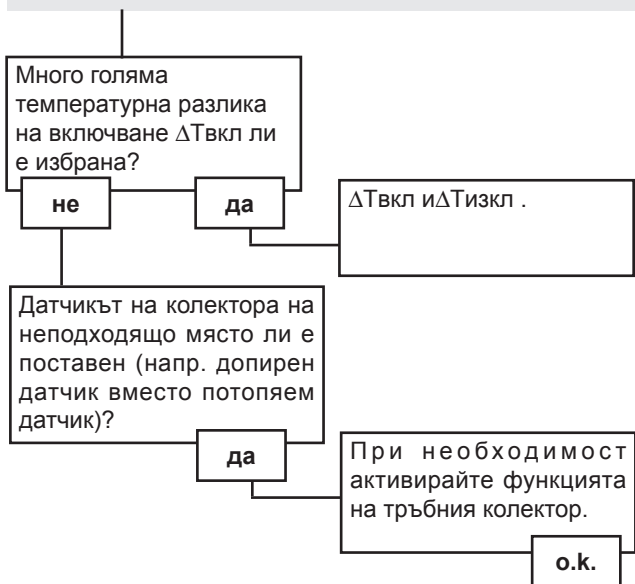 Много голяма
температурна разлика
на включване ΔТвкл ли
е избрана?
не
да
ΔТвкл иΔТизкл .
Датчикът на колектора на
неподходящо място ли е
поставен (напр. допирен
датчик вместо потопяем
датчик)?
да
При необходимост
активирайте функцията
на тръбния колектор.
o.k.